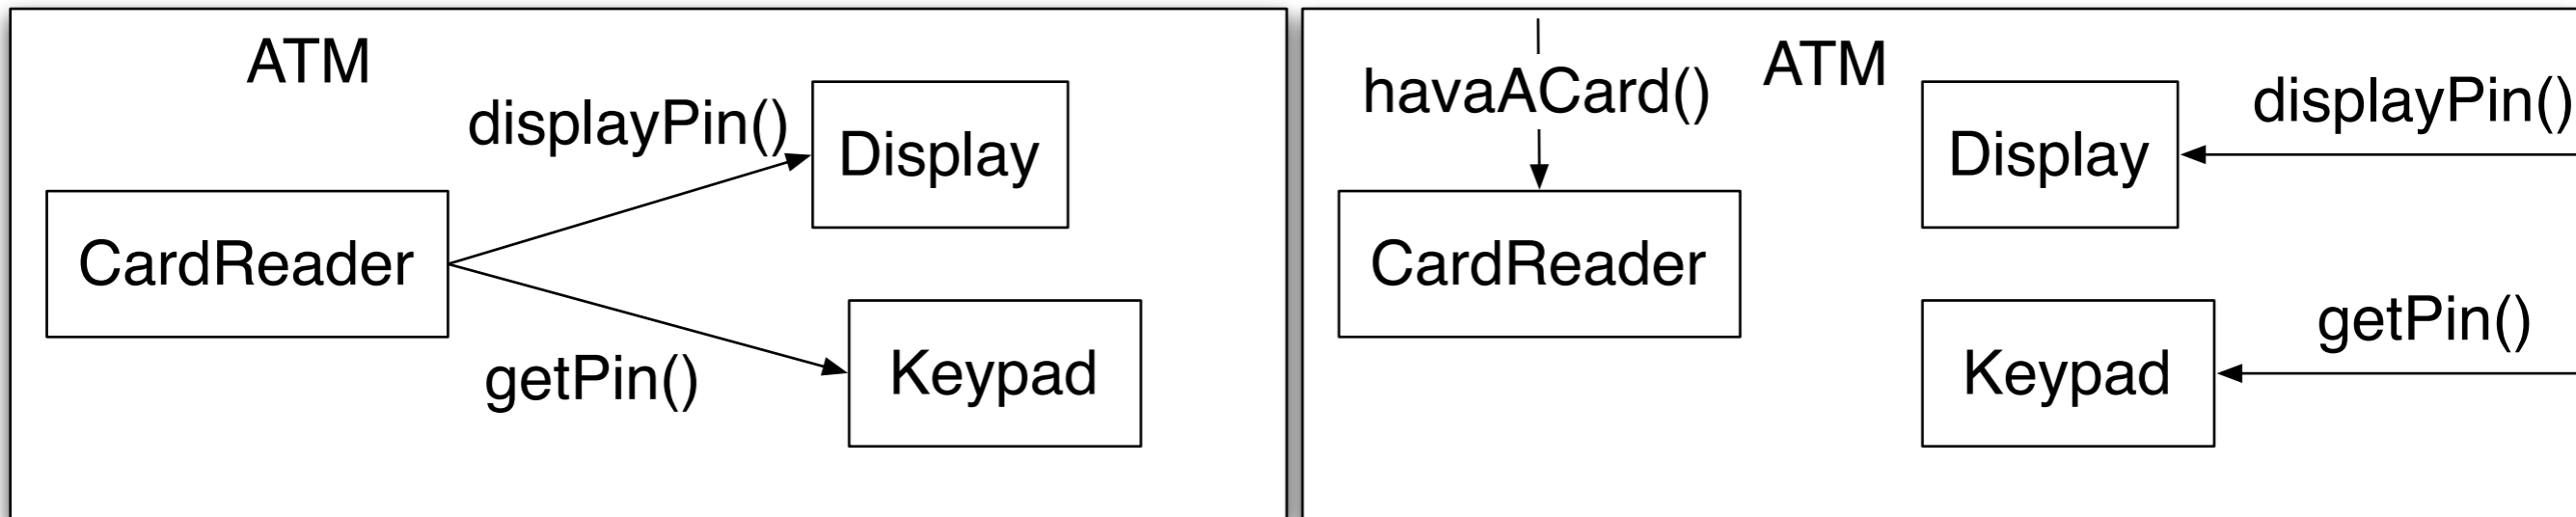 ATM
displayPin()
Display
CardReader
getPin()
Keypad
havaACard()
ATM
displayPin()
Display
CardReader
getPin()
Keypad